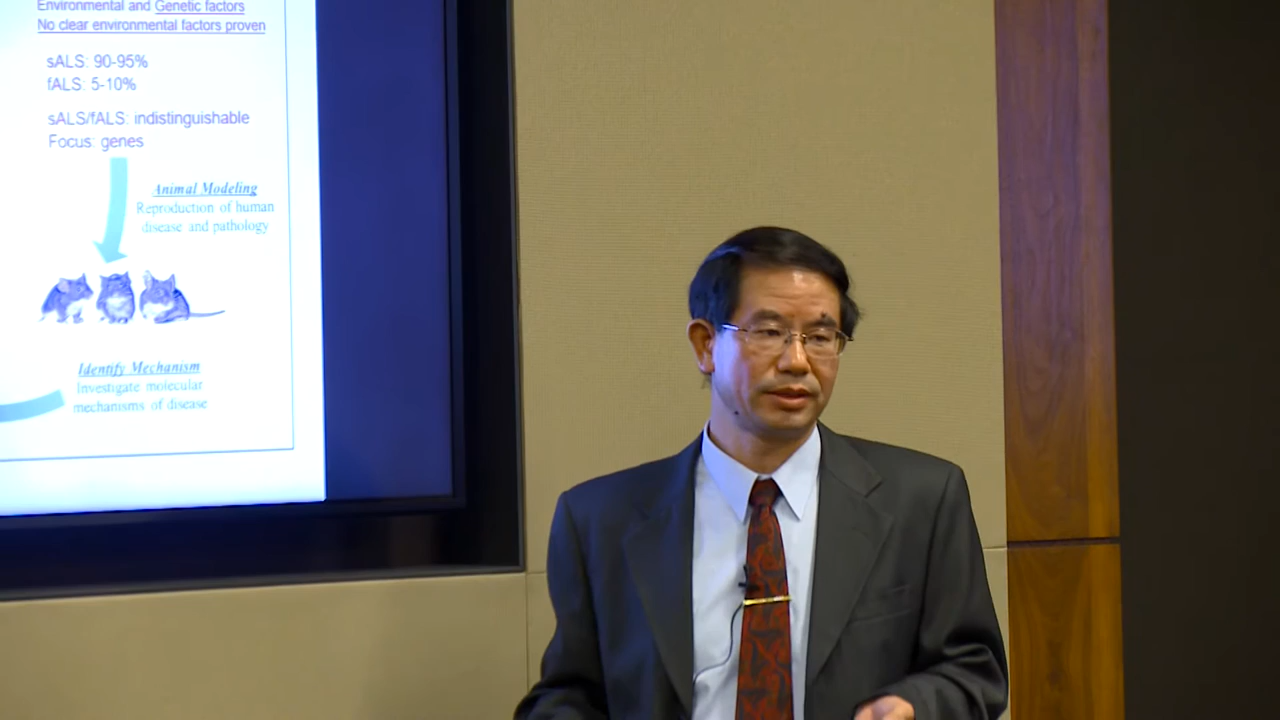 Environmental and Genetic factors
No clear environmental factors proven
sALS: 90-95%
fALS: 5-10%
sALS/fALS: indistinguishable
Focus: genes
Animal Modeling
Reproduction of human
disease and pathology
Identify Mechanism
Investigate molecular
mechanisms of disease